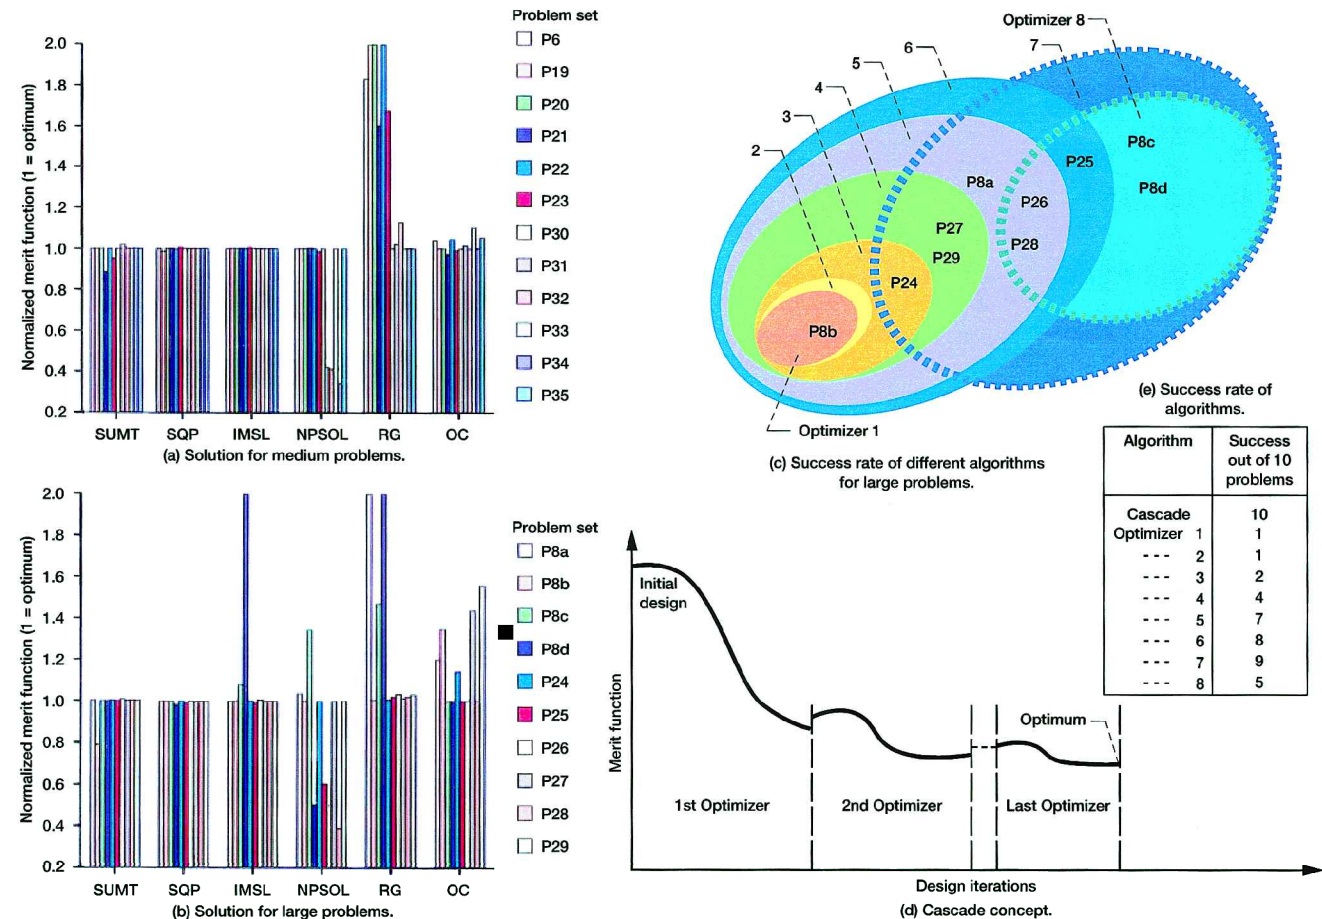 Problem set
P6
P19
P20
P21
P22
P23
P30
P31
P32
P33
P34
P35
Normalized merit function (1 = optimum)
2.0
1.8
1.6
1.4
1.2
1.0
0.8
0.6
0.4
0.2
SUMT SQP IMSL NPSOL RG OC
(a) Solution for medium problems.
Problem set
P8a
P8b
P8c
P8d
P24
P25
P26
P27
P28
P29
Normalized merit function (1 = optimum)
2.0
1.8
1.6
1.4
1.2
1.0
0.8
0.6
0.4
0.2
SUMT SQP IMSL NPSOL RG OC
(b) Solution for large problems.
Optimizer 8
7
6
5
4
3
2
P8c
P25
P8d
P8a
P26
P27
P28
P29
P24
P8b
Optimizer 1
(c) Success rate of different algorithms
for large problems.
(e) Success rate of
algorithms.
Algorithm Success
out of 10
problems
Cascade 10
Optimizer 1 1
--- 2 1
--- 3 2
--- 4 4
--- 5 7
--- 6 8
--- 7 9
--- 8 5
Merit function
Initial
design
Optimum
1st Optimizer 2nd Optimizer Last Optimizer
Design iterations
(d) Cascade concept.